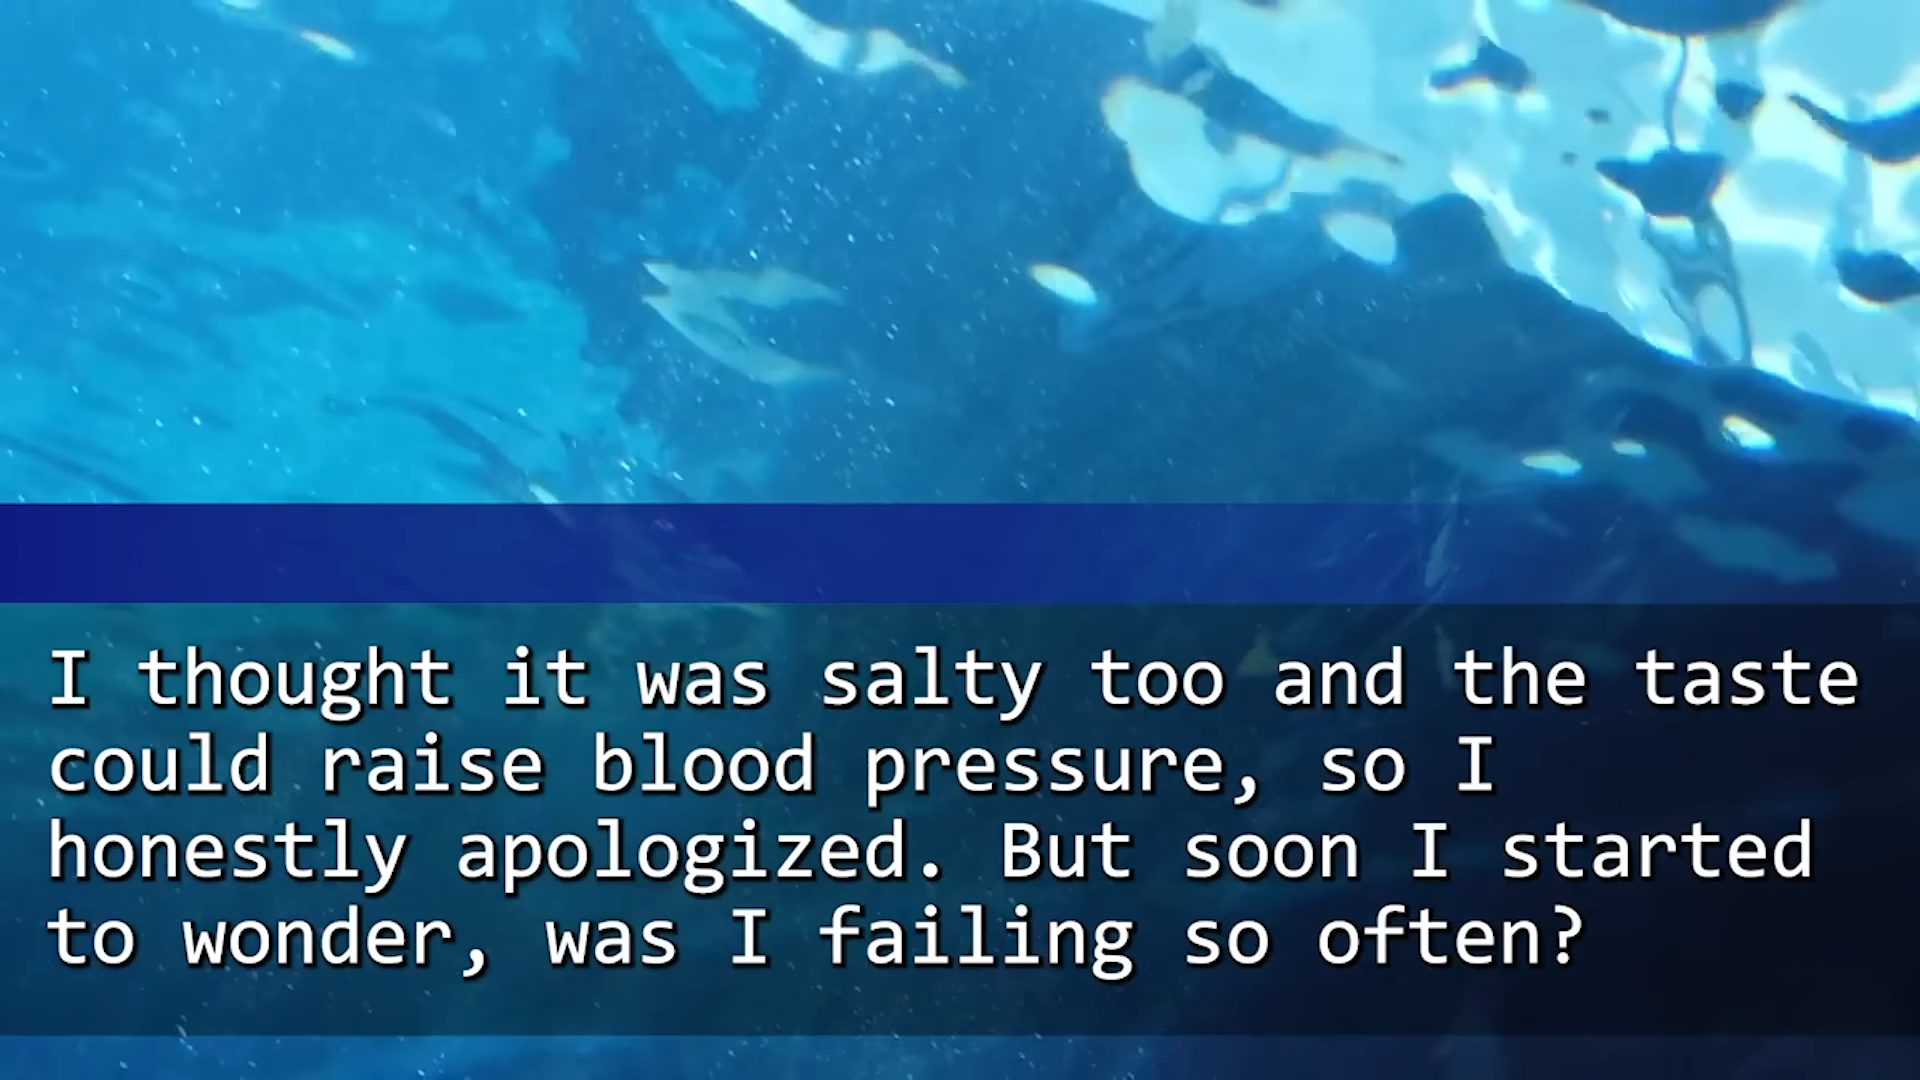 I thought it was salty too and the taste
could raise blood pressure, so I
honestly apologized. But soon I started
to wonder, was I failing so often?